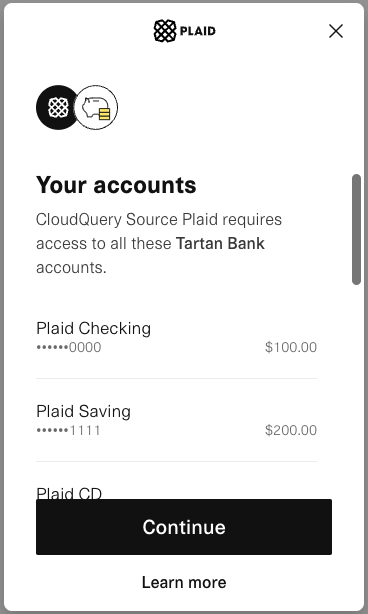 PLAID
Your accounts
CloudQuery Source Plaid requires
access to all these Tartan Bank
accounts.
Plaid Checking
••••••0000 $100.00
Plaid Saving
••••••1111 $200.00
Plaid CD
Continue
Learn more